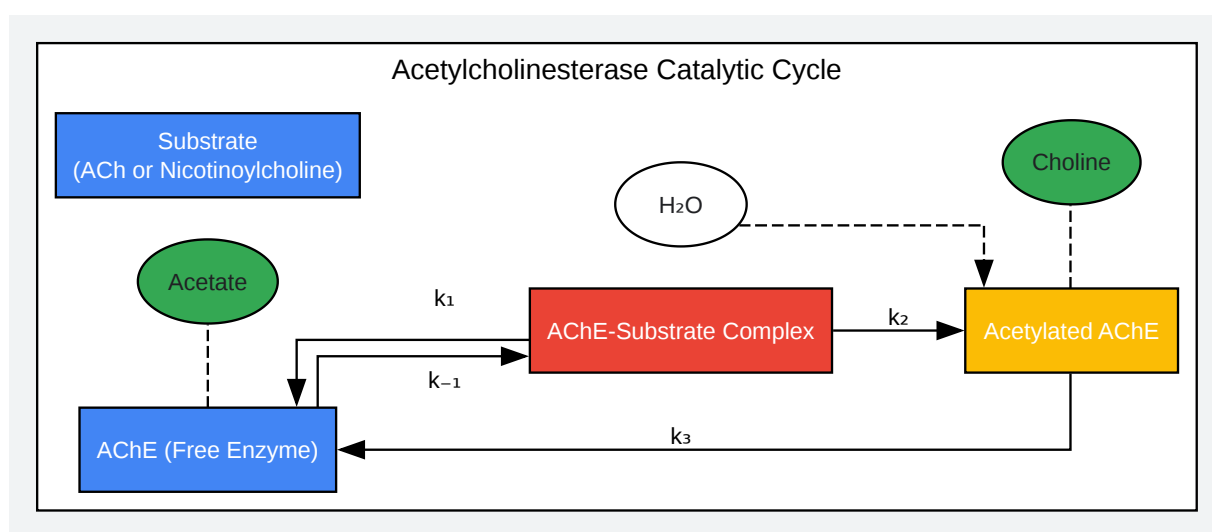 Acetylcholinesterase Catalytic Cycle
Substrate
(ACh or Nicotinoylcholine)
Choline
H₂O
Acetate
k₁
AChE-Substrate Complex
k₂
Acetylated AChE
k₋₁
AChE (Free Enzyme)
k₃